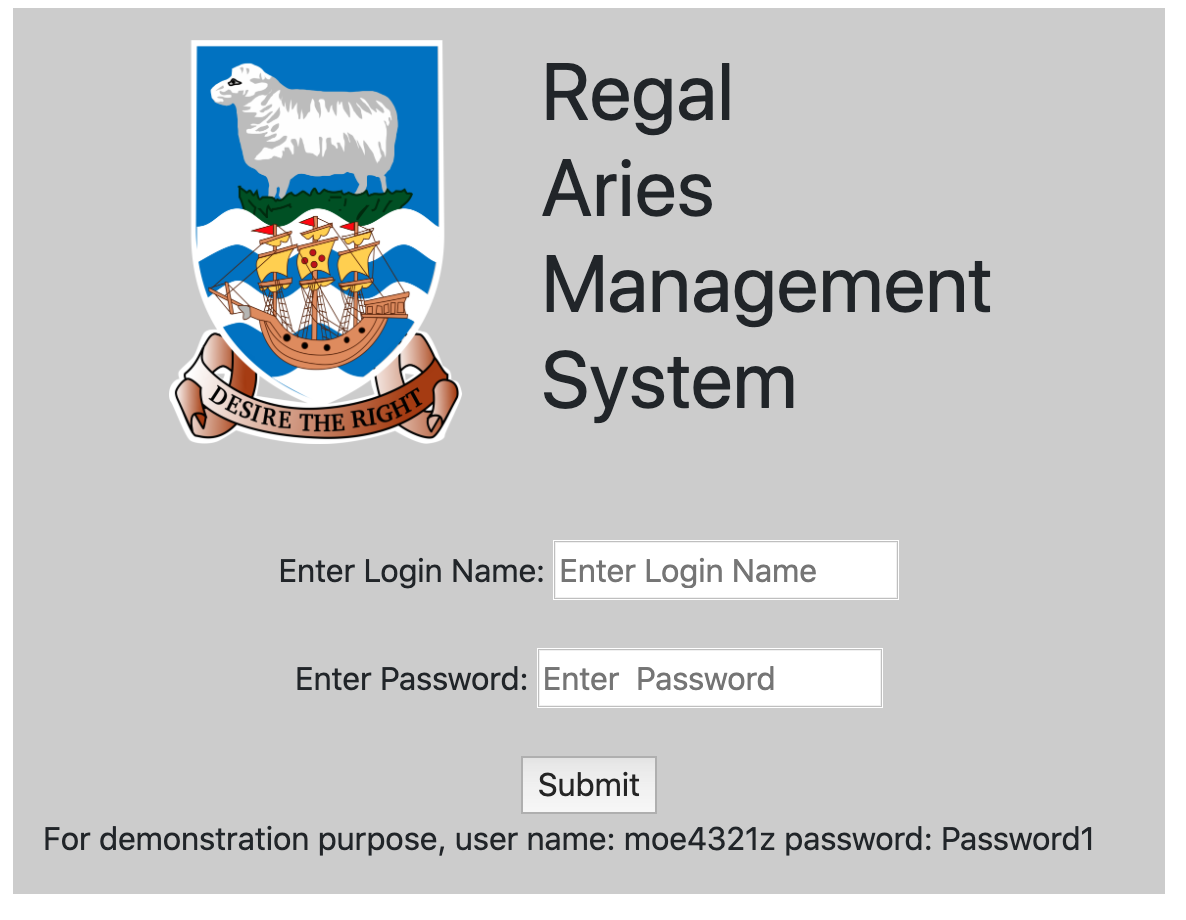 Regal
Aries
Management
System
DESIRE THE RIGHT
Enter Login Name: Enter Login Name
Enter Password: Enter  Password
Submit
For demonstration purpose, user name: moe4321z password: Password1